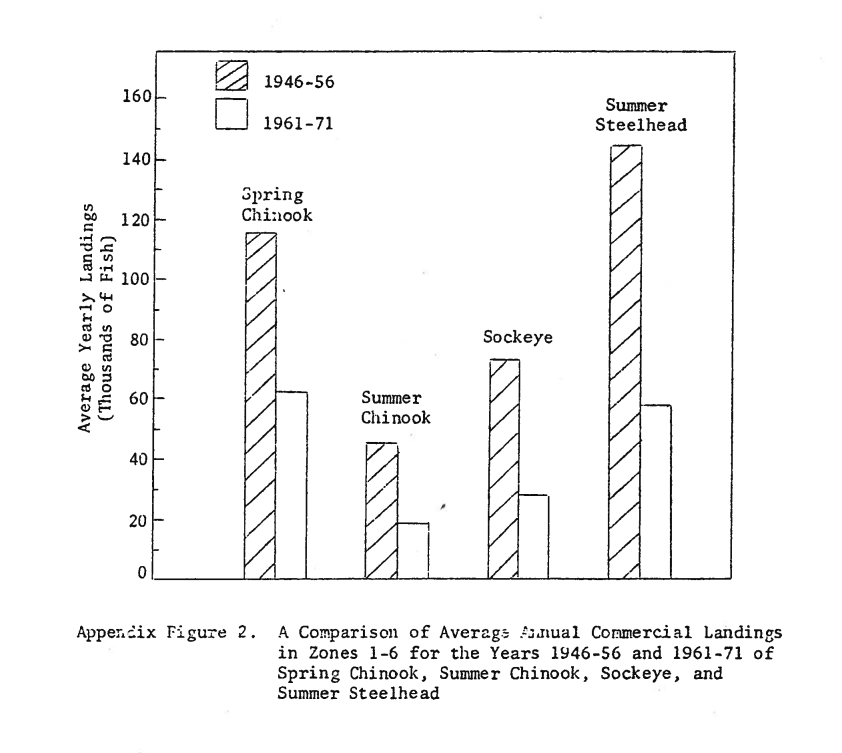 1946-56
1961-71
160
140
120
100
80
60
40
20
0
Average Yearly Landings
(Thousands of Fish)
Spring
Chinook
Summer
Chinook
Sockeye
Summer
Steelhead
Appendix Figure 2. A Comparison of Average Annual Commercial Landings
in Zones 1-6 for the Years 1946-56 and 1961-71 of
Spring Chinook, Summer Chinook, Sockeye, and
Summer Steelhead